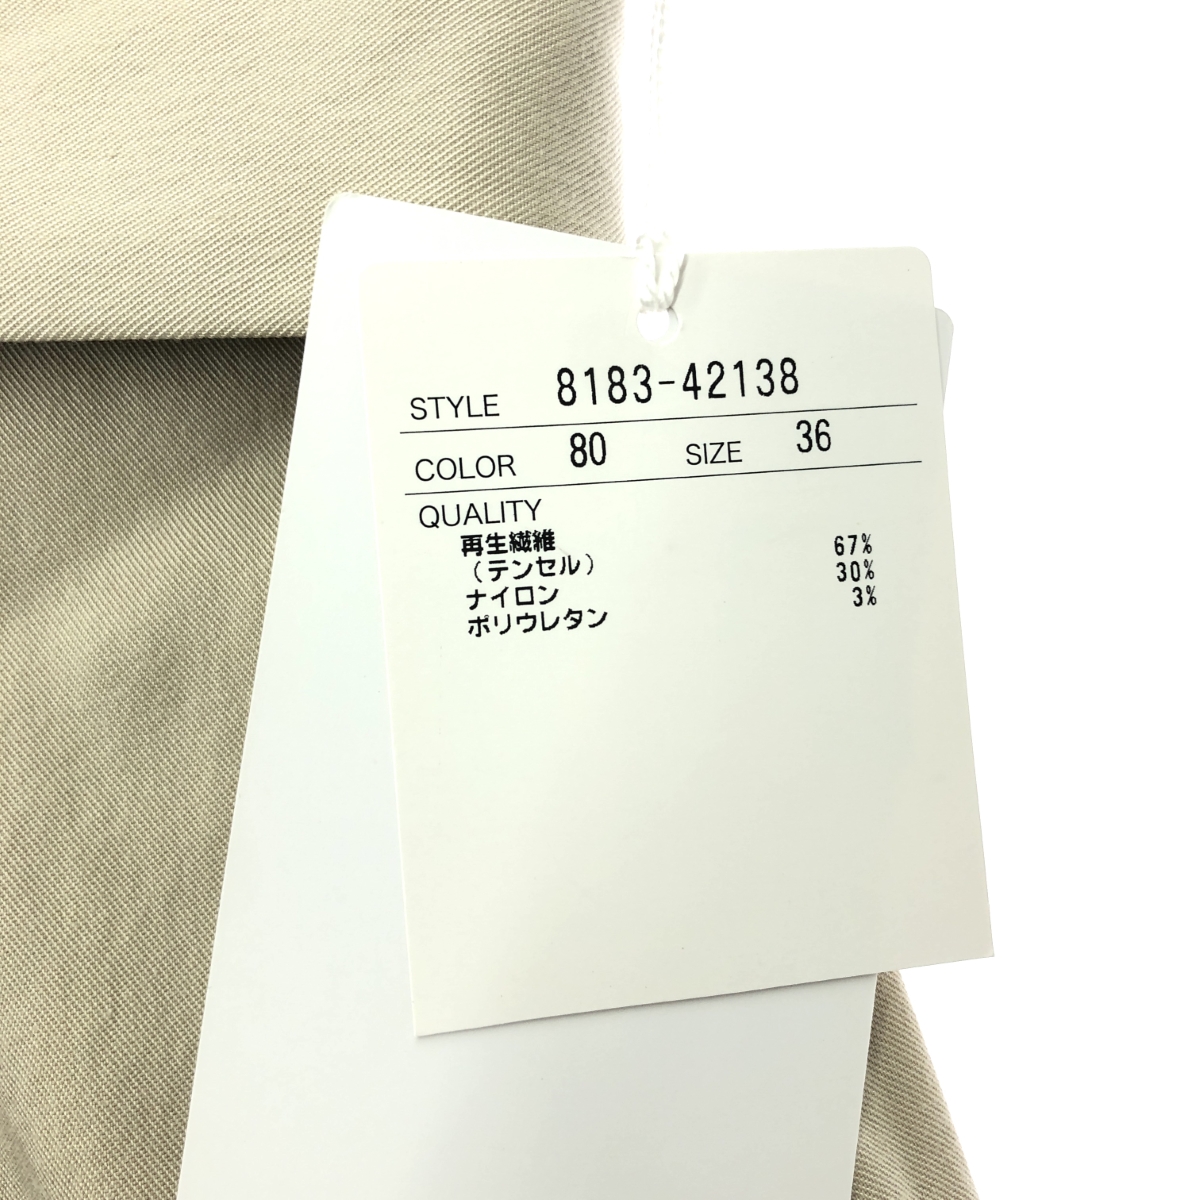 STYLE 8183-42138
COLOR 80 SIZE 36
QUALITY
再生繊維 67%
(テンセル) 30%
ナイロン 3%
ポリウレタン